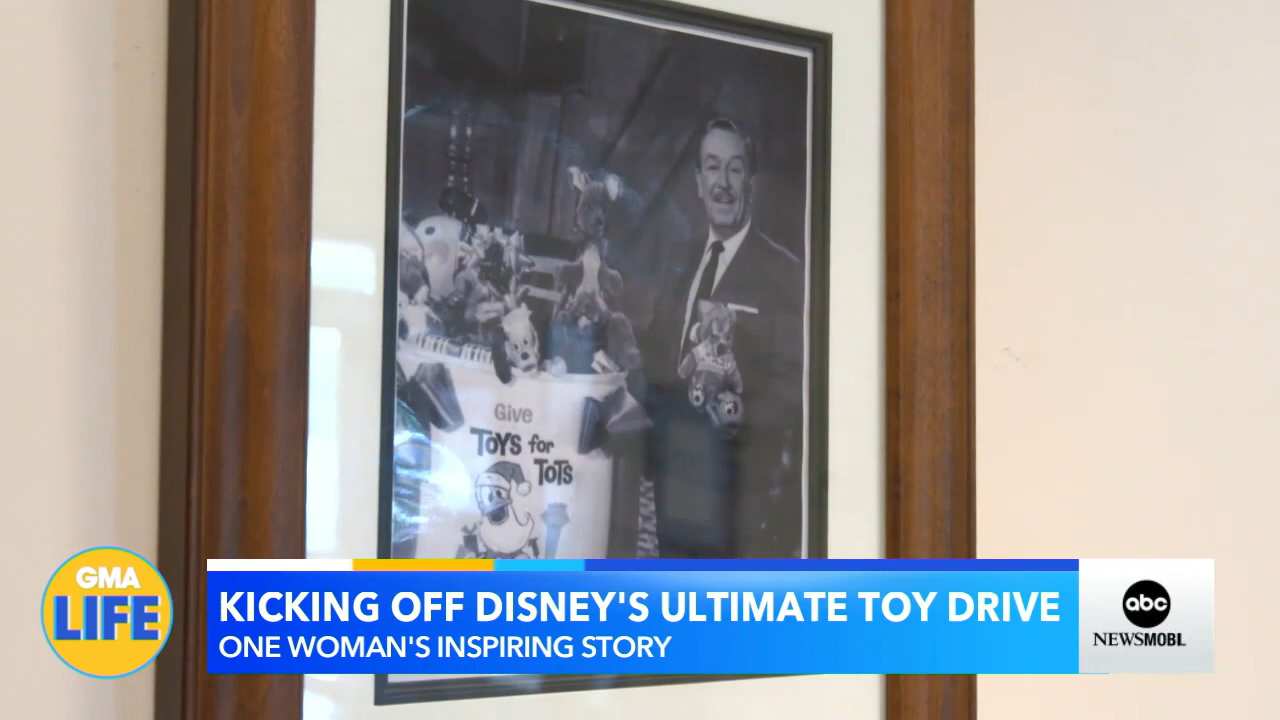 Give
TOYS for
TOTS
GMA
LIFE
KICKING OFF DISNEY'S ULTIMATE TOY DRIVE
ONE WOMAN'S INSPIRING STORY
abc
NEWSMOBL